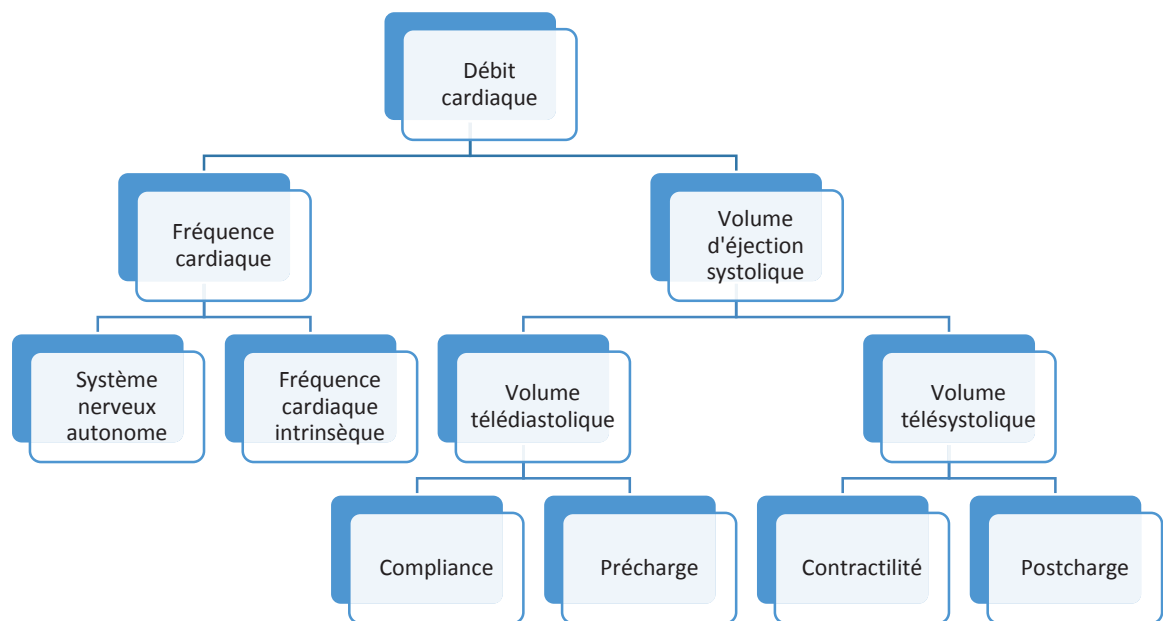 Débit
cardiaque
Fréquence
cardiaque
Volume
d'éjection
systolique
Système
nerveux
autonome
Fréquence
cardiaque
intrinsèque
Volume
télédiastolique
Volume
télésystolique
Compliance
Précharge
Contractilité
Postcharge